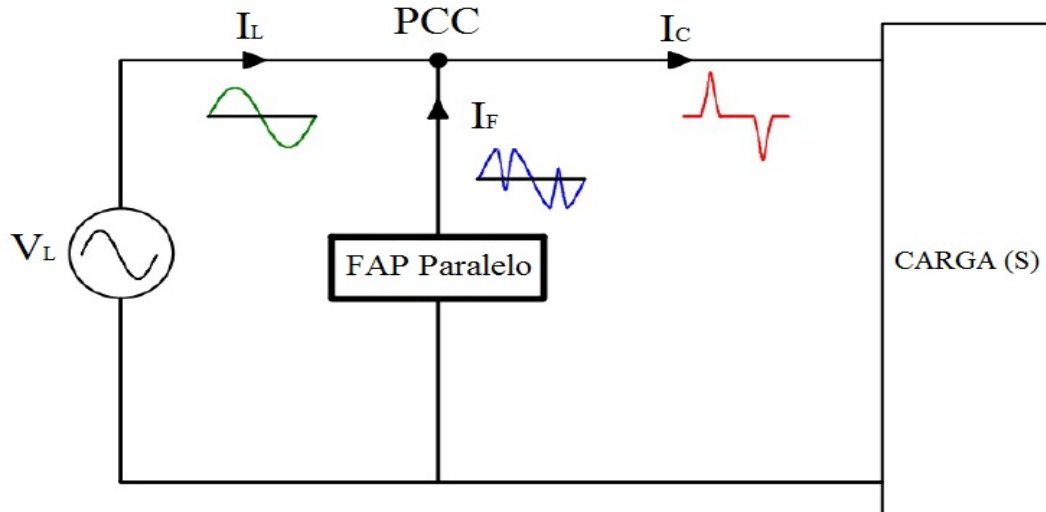 IL
PCC
IC
IF
VL
FAP Paralelo
CARGA (S)